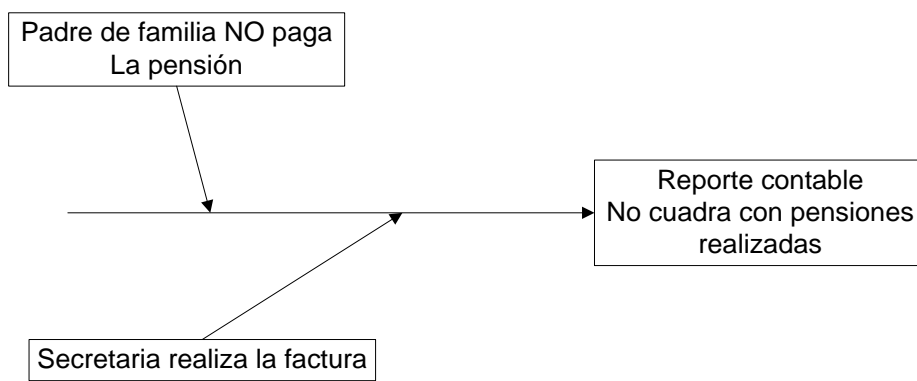 Padre de familia NO paga
La pensión
Reporte contable
No cuadra con pensiones
realizadas
Secretaria realiza la factura